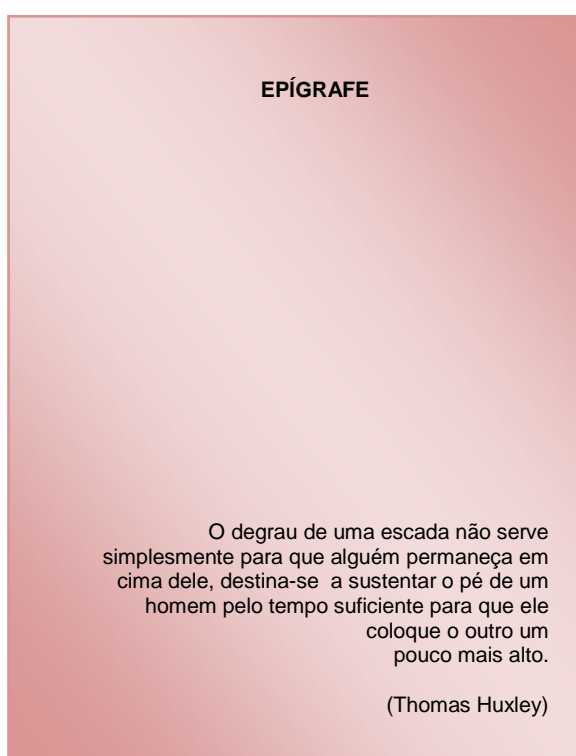 EPÍGRAFE
O degrau de uma escada não serve
simplesmente para que alguém permaneça em
cima dele, destina-se  a sustentar o pé de um
homem pelo tempo suficiente para que ele
coloque o outro um
pouco mais alto.
(Thomas Huxley)